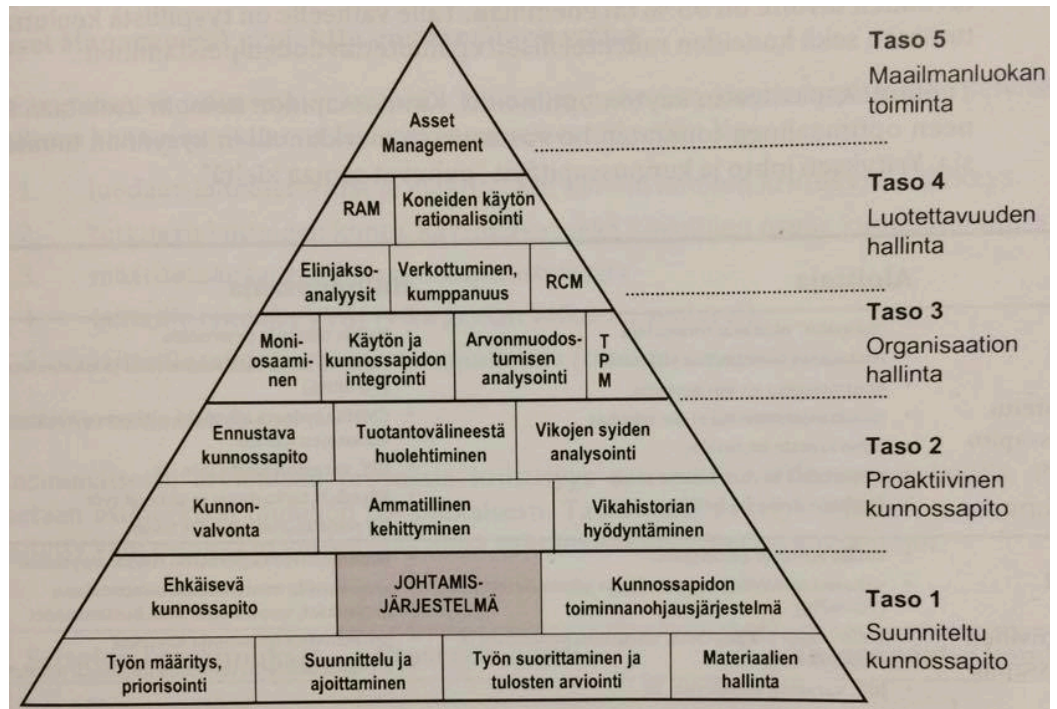 Asset
Management
RAM
Koneiden käytön
rationalisointi
Elinjakso-
analyysit
Verkottuminen,
kumppanuus
RCM
Moni-
osaami-
nen
Käytön ja
kunnossapidon
integrointi
Arvonmuodos-
tumisen
analysointi
T
P
M
Ennustava
kunnossapito
Tuotantovälineestä
huolehtiminen
Vikojen syiden
analysointi
Kunnon-
valvonta
Ammtillinen
kehittyminen
Vikahistorian
hyödyntäminen
Ehkäisevä
kunnossapito
JOHTAMIS-
JÄRJESTELMÄ
Kunnossapidon
toiminnanohjausjärjestelmä
Työn määritys,
priorisointi
Suunnittelu ja
ajoittaminen
Työn suorittaminen ja
tulosten arviointi
Materiaalien
hallinta
Taso 5
Maailmanluokan
toiminta
Taso 4
Luotettavuuden
hallinta
Taso 3
Organisaation
hallinta
Taso 2
Proaktiivinen
kunnossapito
Taso 1
Suunniteltu
kunnossapito